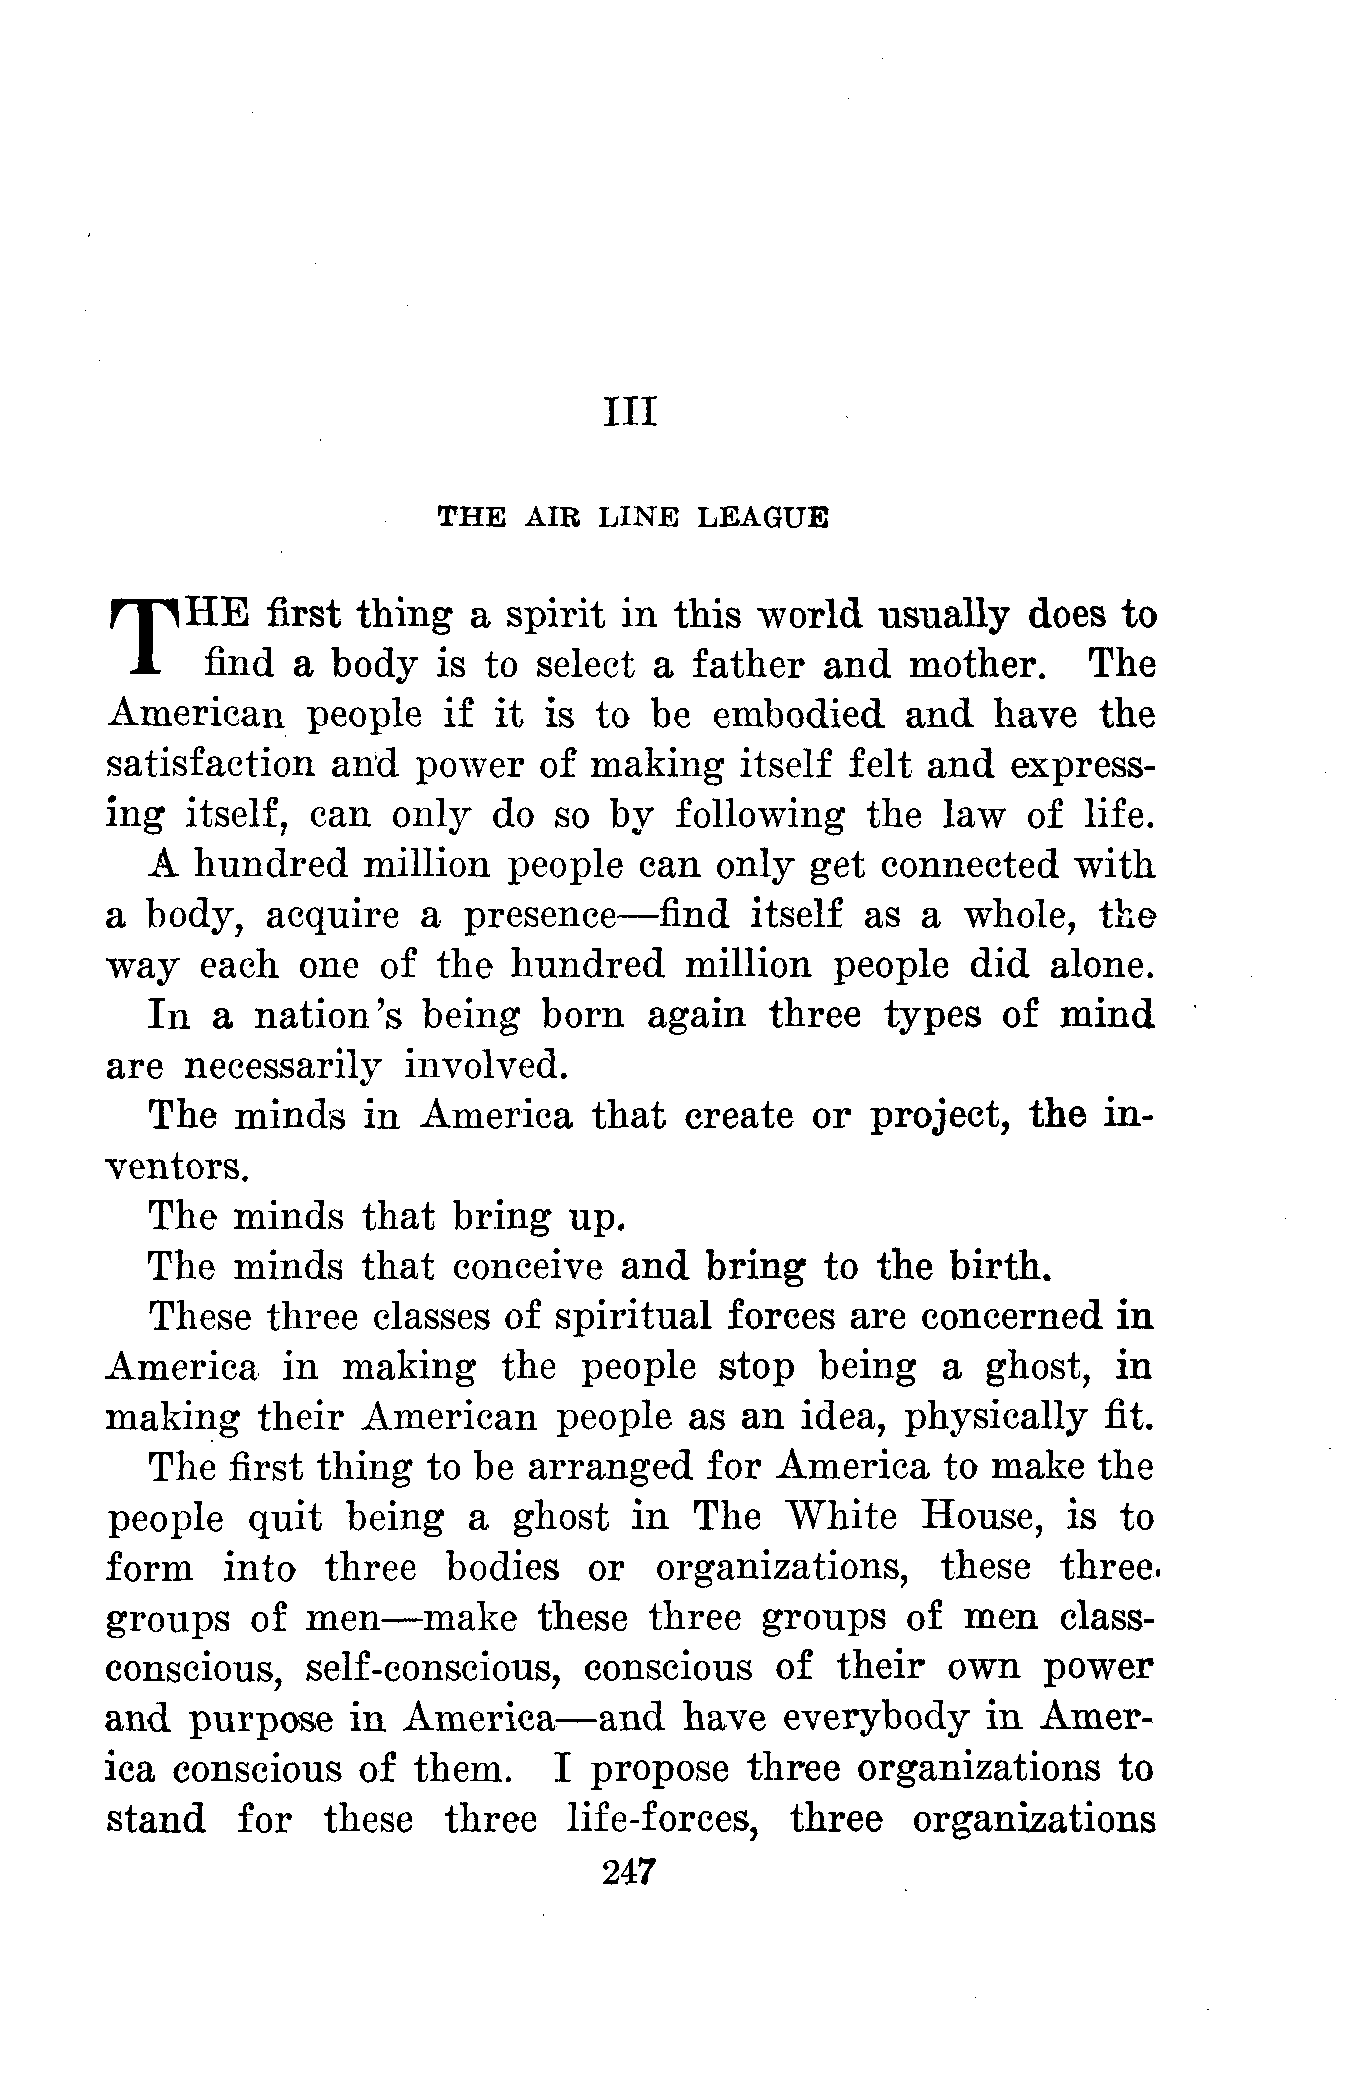 III
THE AIR LINE LEAGUE
THE first thing a spirit in this world usually does to
find a body is to select a father and mother. The
American people if it is to be embodied and have the
satisfaction and power of making itself felt and express-
ing itself, can only do so by following the law of life.
A hundred million people can only get connected with
a body, acquire a presence—find itself as a whole, the
way each one of the hundred million people did alone.
In a nation's being born again three types of mind
are necessarily involved.
The minds in America that create or project, the in-
ventors.
The minds that bring up.
The minds that conceive and bring to the birth.
These three classes of spiritual forces are concerned in
America in making the people stop being a ghost, in
making their American people as an idea, physically fit.
The first thing to be arranged for America to make the
people quit being a ghost in The White House, is to
form into three bodies or organizations, these three
groups of men—make these three groups of men class-
conscious, self-conscious, conscious of their own power
and purpose in America—and have everybody in Amer-
ica conscious of them. I propose three organizations to
stand for these three life-forces, three organizations
247